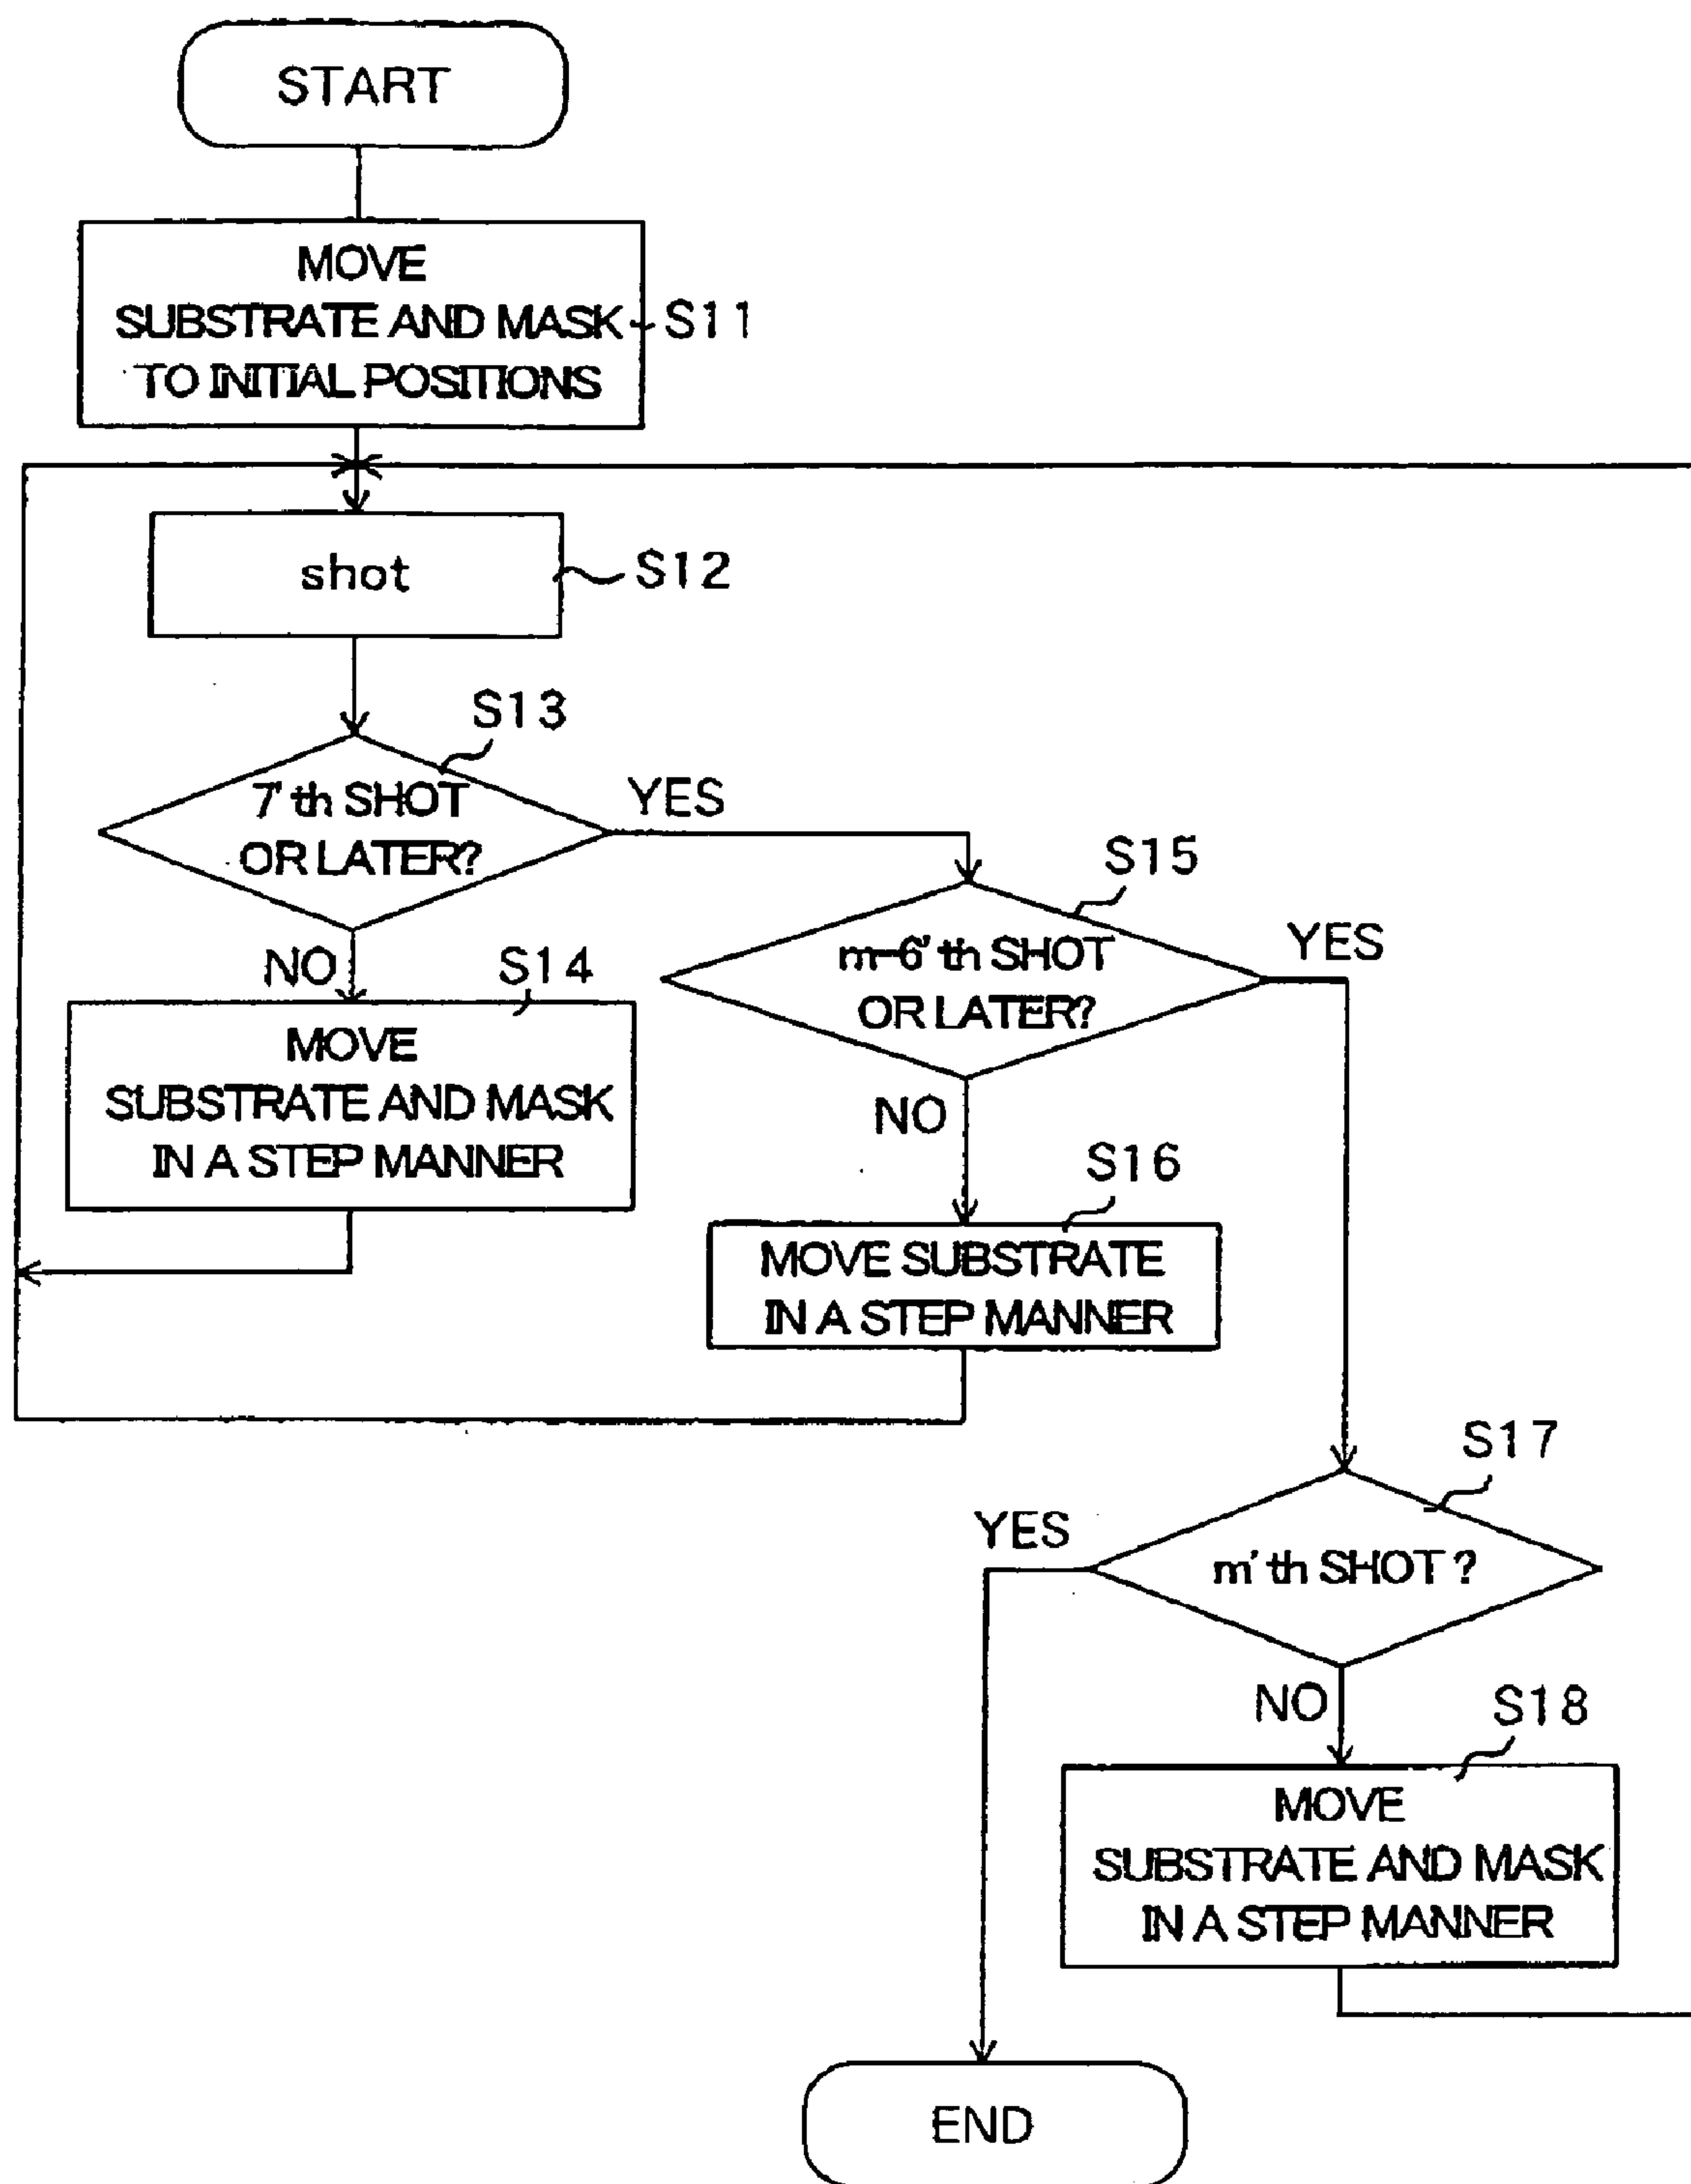 START
MOVE
SUBSTRATE AND MASK
TO INITIAL POSITIONS
S11
shot
S12
S13
7'th SHOT
OR LATER?
YES
NO
S14
MOVE
SUBSTRATE AND MASK
IN A STEP MANNER
S15
m-6'th SHOT
OR LATER?
YES
NO
S16
MOVE SUBSTRATE
IN A STEP MANNER
S17
YES
m'th SHOT ?
NO
S18
MOVE
SUBSTRATE AND MASK
IN A STEP MANNER
END